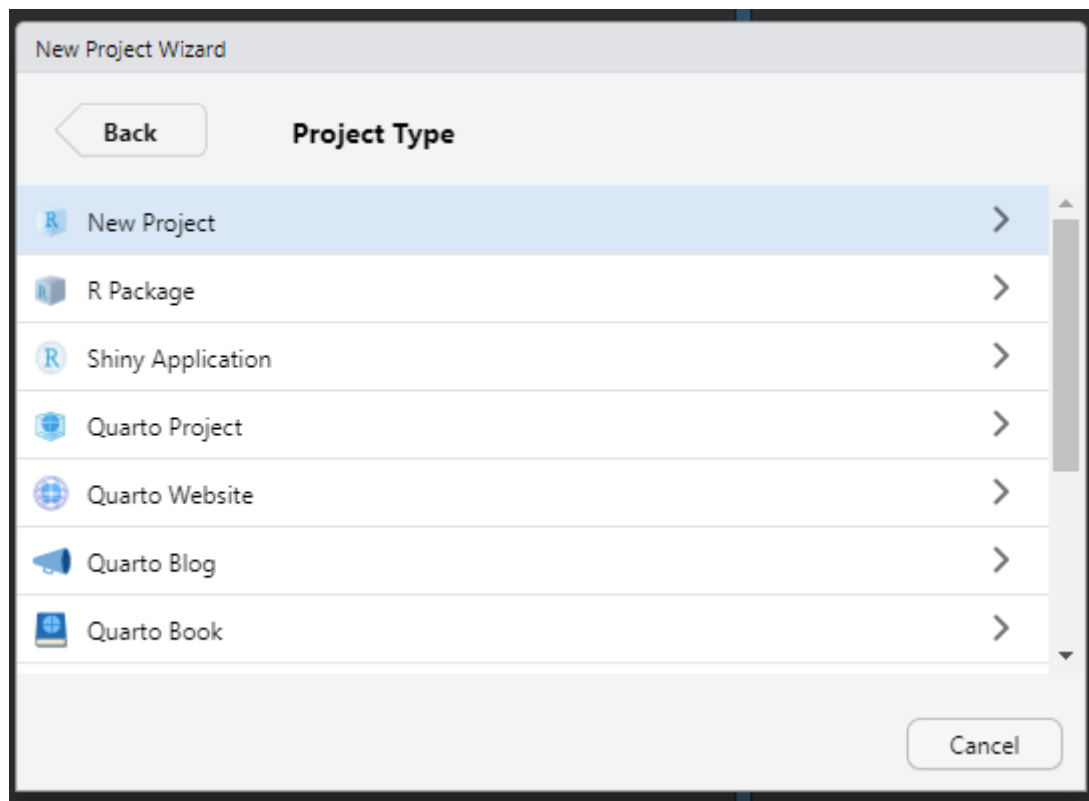 New Project Wizard
Back
Project Type
R New Project
R R Package
R Shiny Application
Quarto Project
Quarto Website
Quarto Blog
Quarto Book
Cancel